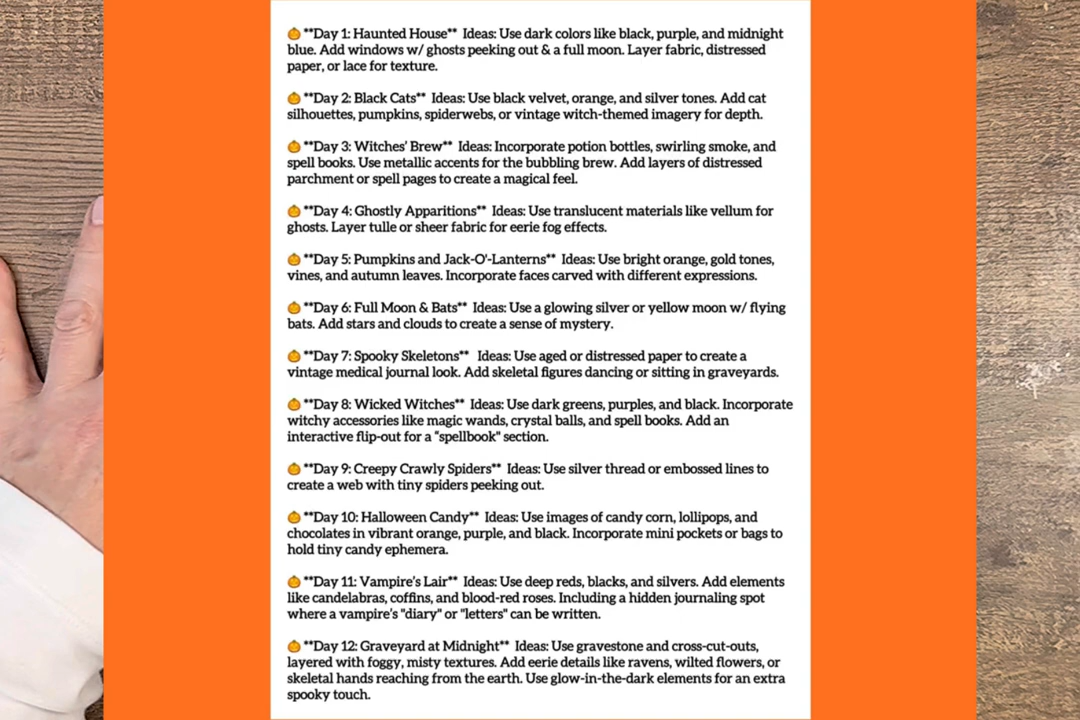 🎃 **Day 1: Haunted House** Ideas: Use dark colors like black, purple, and midnight
blue. Add windows w/ ghosts peeking out & a full moon. Layer fabric, distressed
paper, or lace for texture.
🎃 **Day 2: Black Cats** Ideas: Use black velvet, orange, and silver tones. Add cat
silhouettes, pumpkins, spiderwebs, or vintage witch-themed imagery for depth.
🎃 **Day 3: Witches' Brew** Ideas: Incorporate potion bottles, swirling smoke, and
spell books. Use metallic accents for the bubbling brew. Add layers of distressed
parchment or spell pages to create a magical feel.
🎃 **Day 4: Ghostly Apparitions** Ideas: Use translucent materials like vellum for
ghosts. Layer tulle or sheer fabric for eerie fog effects.
🎃 **Day 5: Pumpkins and Jack-O'-Lanterns** Ideas: Use bright orange, gold tones,
vines, and autumn leaves. Incorporate faces carved with different expressions.
🎃 **Day 6: Full Moon & Bats** Ideas: Use a glowing silver or yellow moon w/ flying
bats. Add stars and clouds to create a sense of mystery.
🎃 **Day 7: Spooky Skeletons** Ideas: Use aged or distressed paper to create a
vintage medical journal look. Add skeletal figures dancing or sitting in graveyards.
🎃 **Day 8: Wicked Witches** Ideas: Use dark greens, purples, and black. Incorporate
witchy accessories like magic wands, crystal balls, and spell books. Add an
interactive flip-out for a "spellbook" section.
🎃 **Day 9: Creepy Crawly Spiders** Ideas: Use silver thread or embossed lines to
create a web with tiny spiders peeking out.
🎃 **Day 10: Halloween Candy** Ideas: Use images of candy corn, lollipops, and
chocolates in vibrant orange, purple, and black. Incorporate mini pockets or bags to
hold tiny candy ephemera.
🎃 **Day 11: Vampire's Lair** Ideas: Use deep reds, blacks, and silvers. Add elements
like candelabras, coffins, and blood-red roses. Including a hidden journaling spot
where a vampire's "diary" or "letters" can be written.
🎃 **Day 12: Graveyard at Midnight** Ideas: Use gravestone and cross-cut-outs,
layered with foggy, misty textures. Add eerie details like ravens, wilted flowers, or
skeletal hands reaching from the earth. Use glow-in-the-dark elements for an extra
spooky touch.